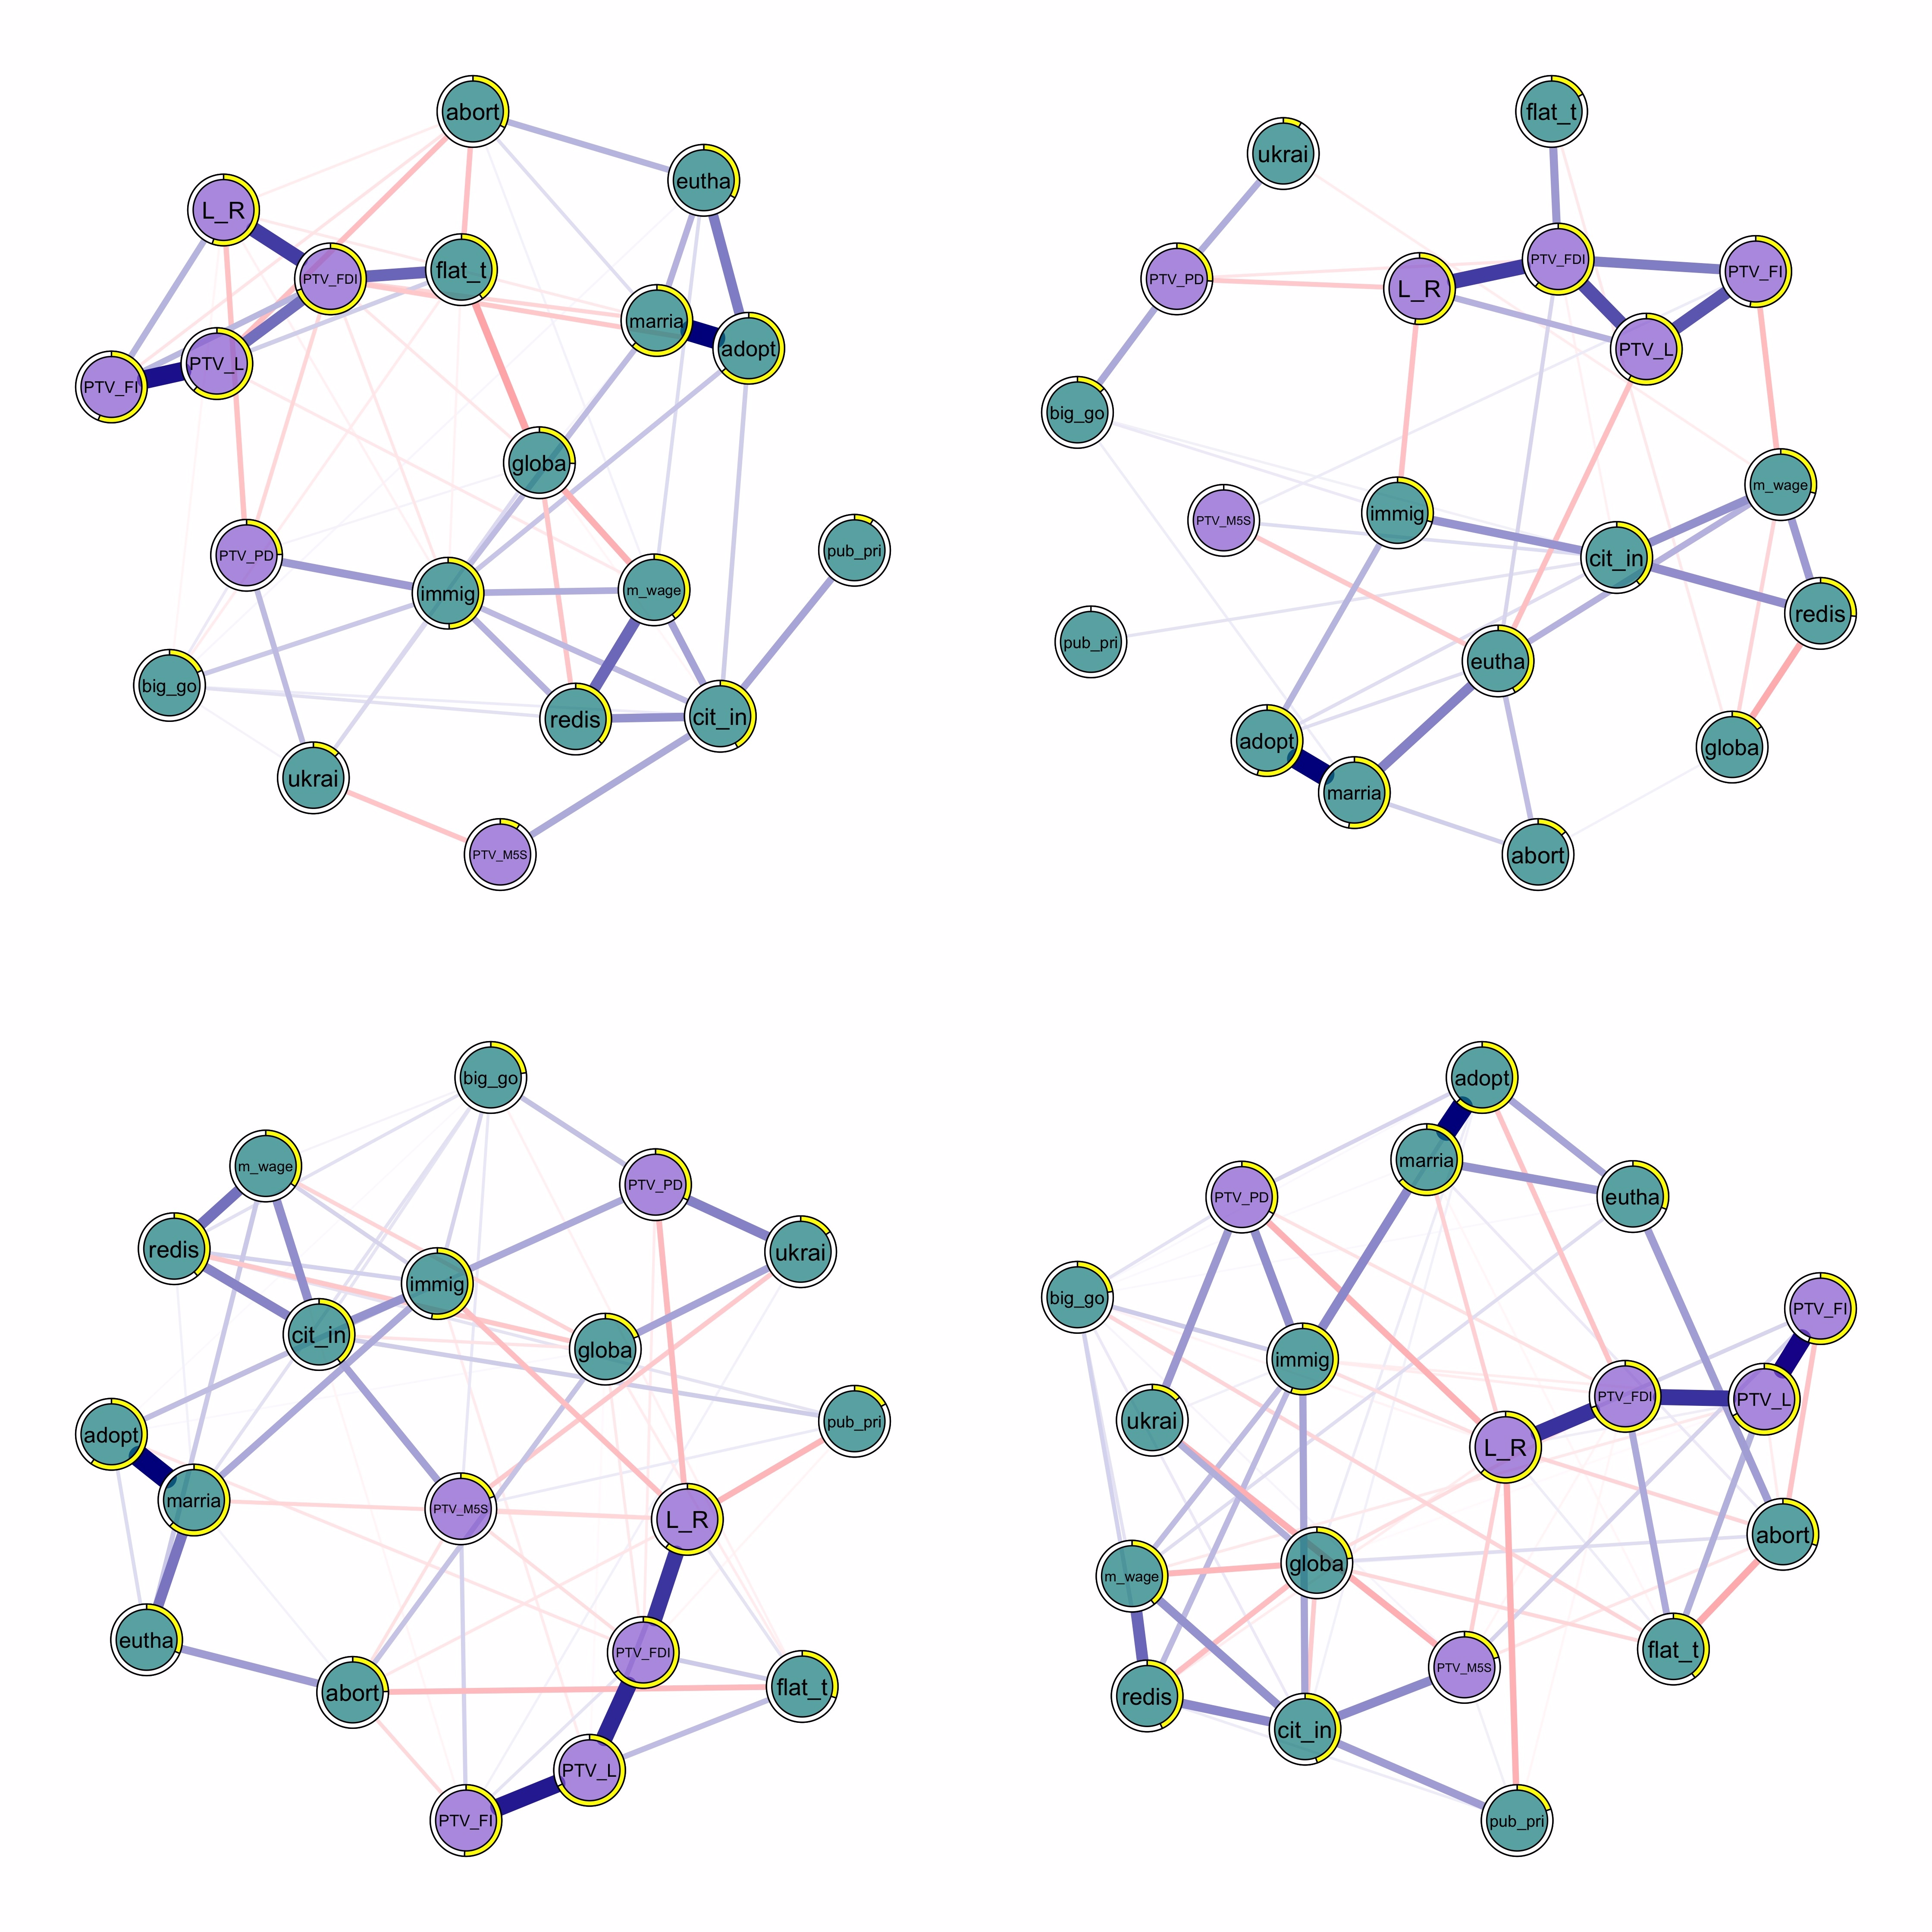 abort
eutha
L_R
PTV_FDI
flat_t
marria
adopt
PTV_L
PTV_FI
globa
pub_pri
PTV_PD
immig
m_wage
big_go
redis
cit_in
ukrai
PTV_M5S
flat_t
ukrai
PTV_FDI
PTV_FI
PTV_PD
L_R
PTV_L
big_go
m_wage
immig
PTV_M5S
cit_in
redis
pub_pri
eutha
adopt
globa
marria
abort
big_go
m_wage
PTV_PD
redis
ukrai
immig
cit_in
globa
pub_pri
adopt
marria
PTV_M5S
L_R
eutha
PTV_FDI
abort
flat_t
PTV_L
PTV_FI
adopt
marria
PTV_PD
eutha
big_go
PTV_FI
immig
PTV_FDI
PTV_L
ukrai
L_R
abort
globa
m_wage
flat_t
PTV_M5S
redis
cit_in
pub_pri